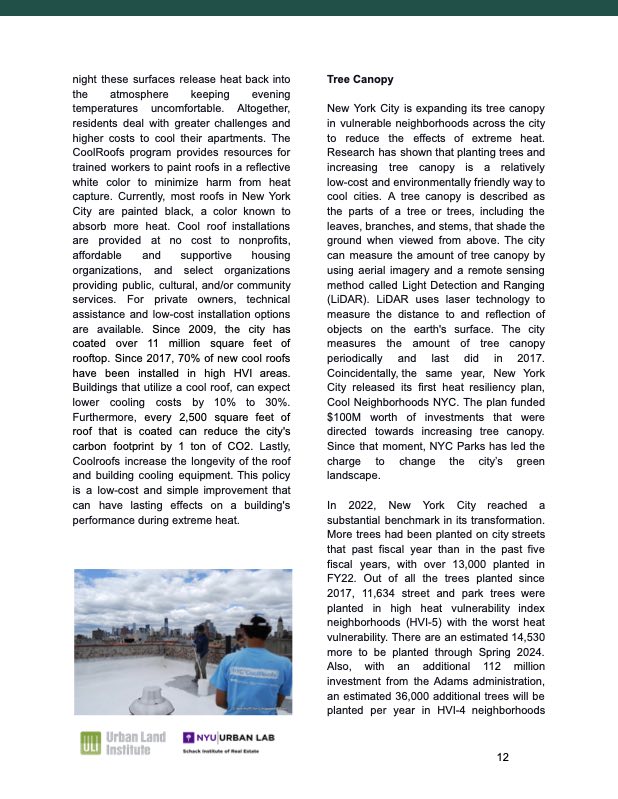 night these surfaces release heat back into
the atmosphere keeping evening
temperatures uncomfortable. Altogether,
residents deal with greater challenges and
higher costs to cool their apartments. The
CoolRoofs program provides resources for
trained workers to paint roofs in a reflective
white color to minimize harm from heat
capture. Currently, most roofs in New York
City are painted black, a color known to
absorb more heat. Cool roof installations
are provided at no cost to nonprofits,
affordable and supportive housing
organizations, and select organizations
providing public, cultural, and/or community
services. For private owners, technical
assistance and low-cost installation options
are available. Since 2009, the city has
coated over 11 million square feet of
rooftop. Since 2017, 70% of new cool roofs
have been installed in high HVI areas.
Buildings that utilize a cool roof, can expect
lower cooling costs by 10% to 30%.
Furthermore, every 2,500 square feet of
roof that is coated can reduce the city's
carbon footprint by 1 ton of CO2. Lastly,
Coolroofs increase the longevity of the roof
and building cooling equipment. This policy
is a low-cost and simple improvement that
can have lasting effects on a building's
performance during extreme heat.
NYC CoolRoofs
Tree Canopy
New York City is expanding its tree canopy
in vulnerable neighborhoods across the city
to reduce the effects of extreme heat.
Research has shown that planting trees and
increasing tree canopy is a relatively
low-cost and environmentally friendly way to
cool cities. A tree canopy is described as
the parts of a tree or trees, including the
leaves, branches, and stems, that shade the
ground when viewed from above. The city
can measure the amount of tree canopy by
using aerial imagery and a remote sensing
method called Light Detection and Ranging
(LiDAR). LiDAR uses laser technology to
measure the distance to and reflection of
objects on the earth's surface. The city
measures the amount of tree canopy
periodically and last did in 2017.
Coincidentally, the same year, New York
City released its first heat resiliency plan,
Cool Neighborhoods NYC. The plan funded
$100M worth of investments that were
directed towards increasing tree canopy.
Since that moment, NYC Parks has led the
charge to change the city's green
landscape.
In 2022, New York City reached a
substantial benchmark in its transformation.
More trees had been planted on city streets
that past fiscal year than in the past five
fiscal years, with over 13,000 planted in
FY22. Out of all the trees planted since
2017, 11,634 street and park trees were
planted in high heat vulnerability index
neighborhoods (HVI-5) with the worst heat
vulnerability. There are an estimated 14,530
more to be planted through Spring 2024.
Also, with an additional 112 million
investment from the Adams administration,
an estimated 36,000 additional trees will be
planted per year in HVI-4 neighborhoods
ULI Urban Land
Institute
NYU URBAN LAB
Schack Institute of Real Estate
12